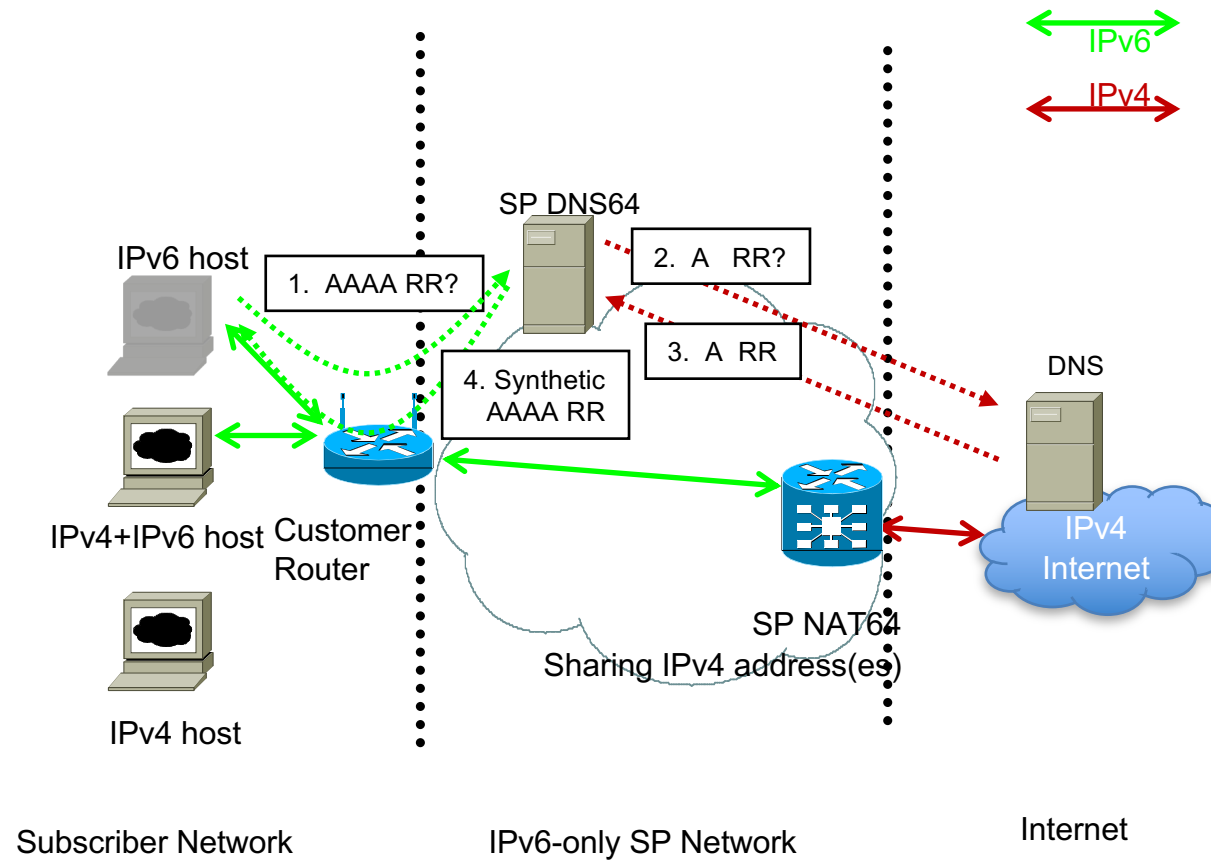 IPv6
IPv4
SP DNS64
IPv6 host
1. AAAA RR?
2. A RR?
3. A RR
4. Synthetic
AAAA RR
DNS
IPv4+IPv6 host
Customer
Router
IPv4
Internet
SP NAT64
Sharing IPv4 address(es)
IPv4 host
Subscriber Network
IPv6-only SP Network
Internet